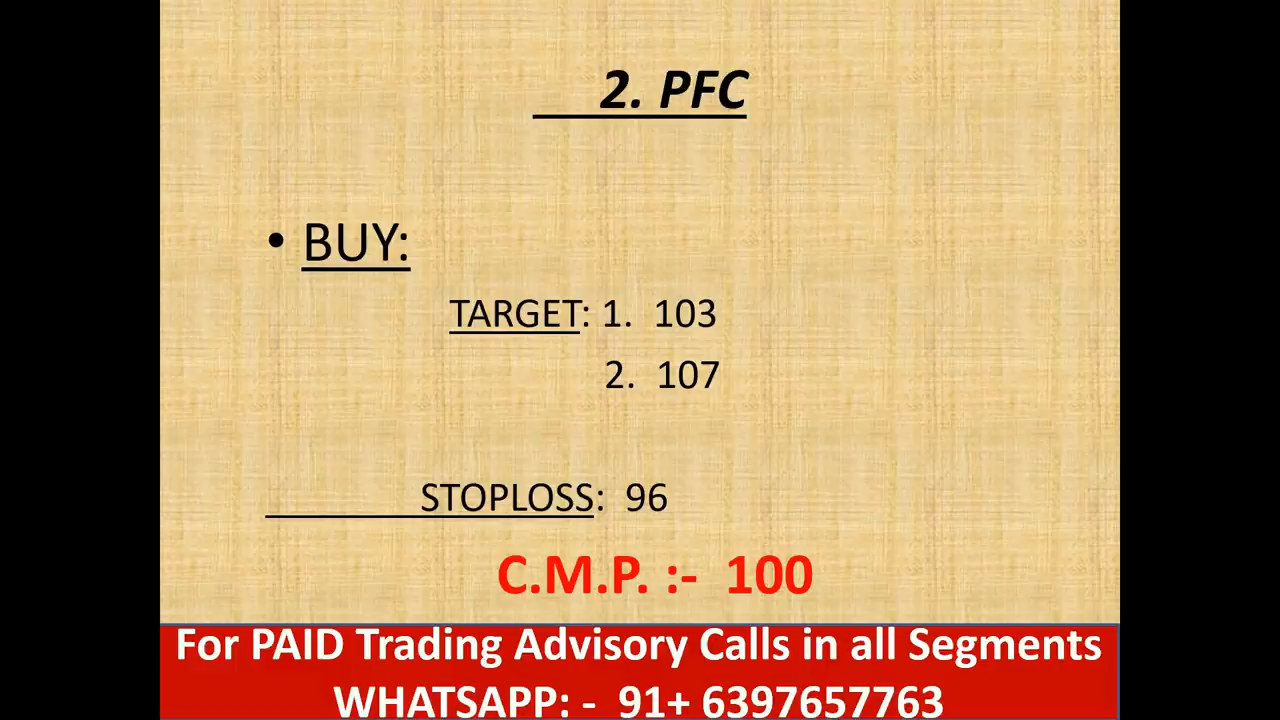 2. PFC
• BUY:
TARGET: 1. 103
2. 107
STOPLOSS: 96
C.M.P. :- 100
For PAID Trading Advisory Calls in all Segments
WHATSAPP: - 91+ 6397657763